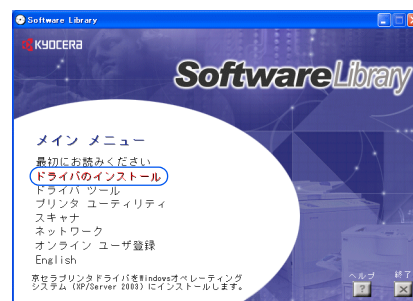 Software Library
KYOCERA
Software Library
メイン メニュー
最初にお読みください
ドライバのインストール
ドライバ ツール
プリンタ ユーティリティ
スキャナ
ネットワーク
オンライン ユーザ登録
English
京セラプリンタドライバをWindowsオペレーティング
システム (XP/Server 2003) にインストールします。
ヘルプ 終了